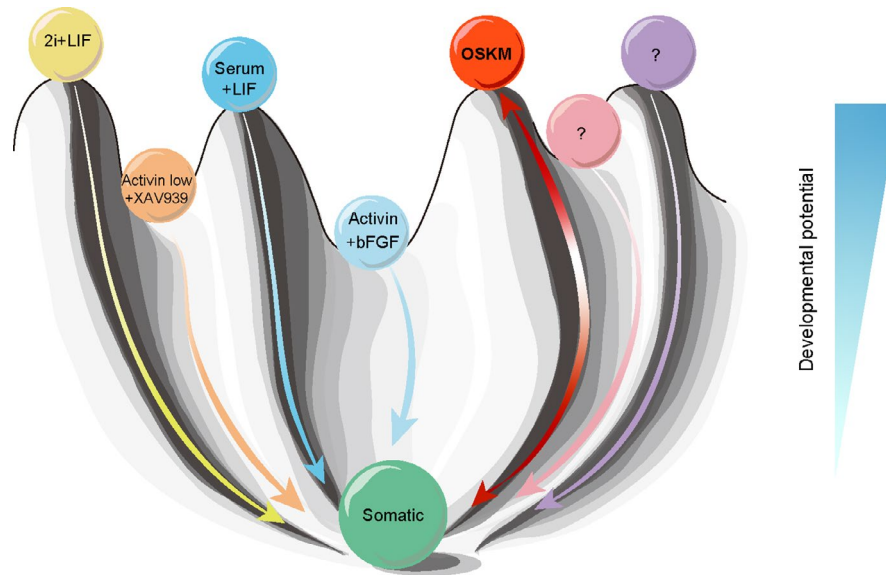 2i+LIF
Serum
+LIF
OSKM
?
Activin low
+XAV939
?
Activin
+bFGF
Developmental potential
Somatic